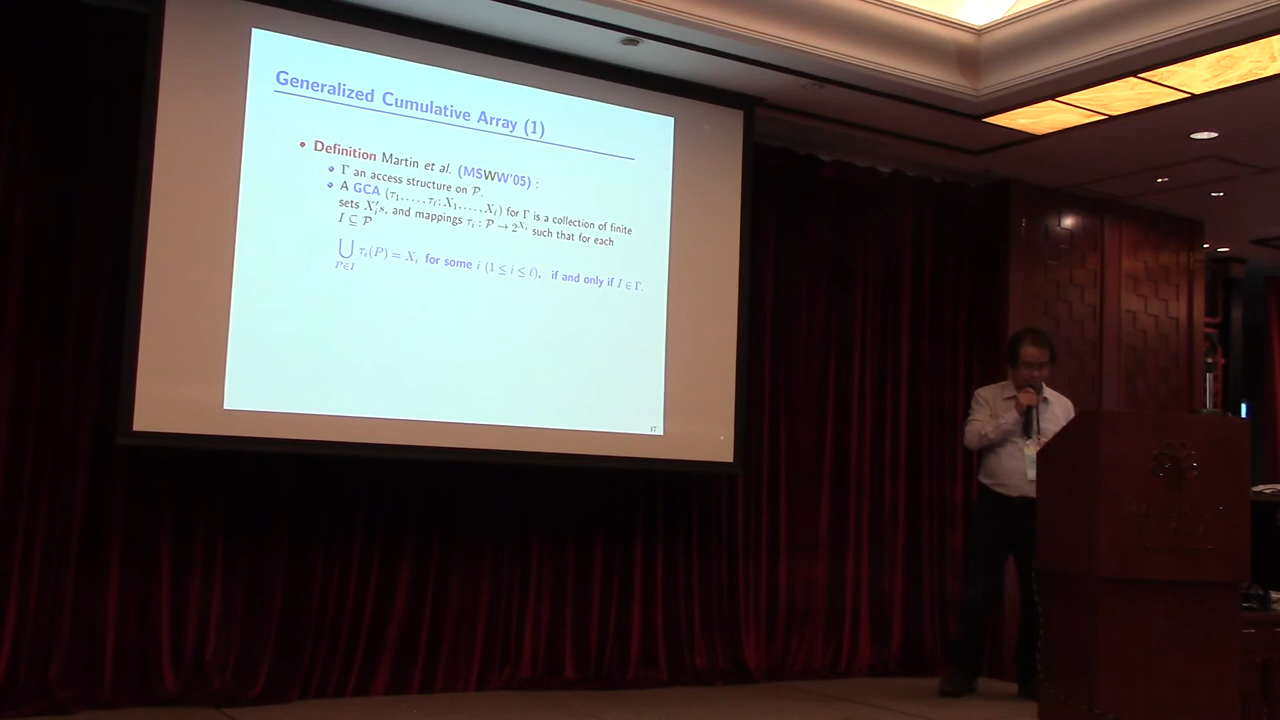 Generalized Cumulative Array (1)
• Definition Martin et al. (MSWW'05) :
• Γ an access structure on 𝒫.
• A GCA (τ₁, . . . , τℓ; X₁, . . . , Xℓ) for Γ is a collection of finite
sets X′ᵢs, and mappings τᵢ : 𝒫 → 2^{Xᵢ} such that for each
I ⊆ 𝒫
⋃_{P∈I} τᵢ(P) = Xᵢ for some i (1 ≤ i ≤ ℓ), if and only if I ∈ Γ.
17